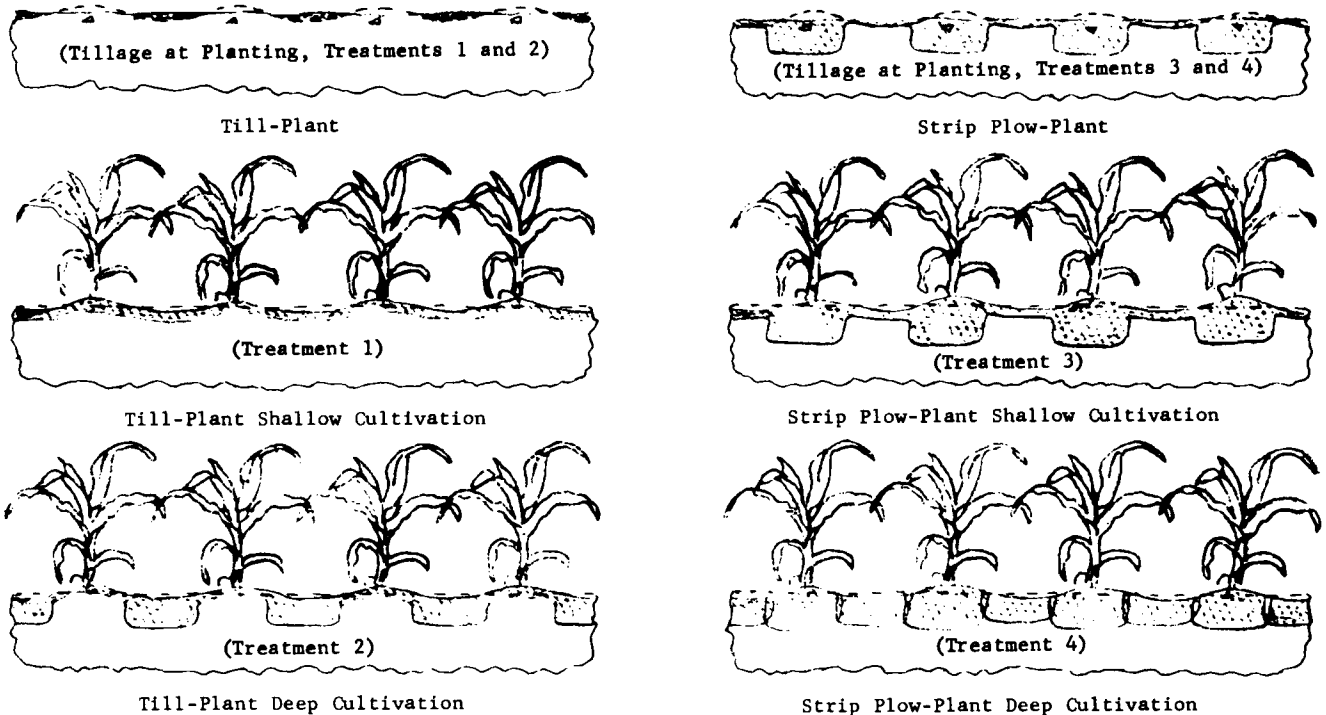 (Tillage at Planting, Treatments 1 and 2)
Till-Plant
(Treatment 1)
Till-Plant Shallow Cultivation
(Treatment 2)
Till-Plant Deep Cultivation
(Tillage at Planting, Treatments 3 and 4)
Strip Plow-Plant
(Treatment 3)
Strip Plow-Plant Shallow Cultivation
(Treatment 4)
Strip Plow-Plant Deep Cultivation